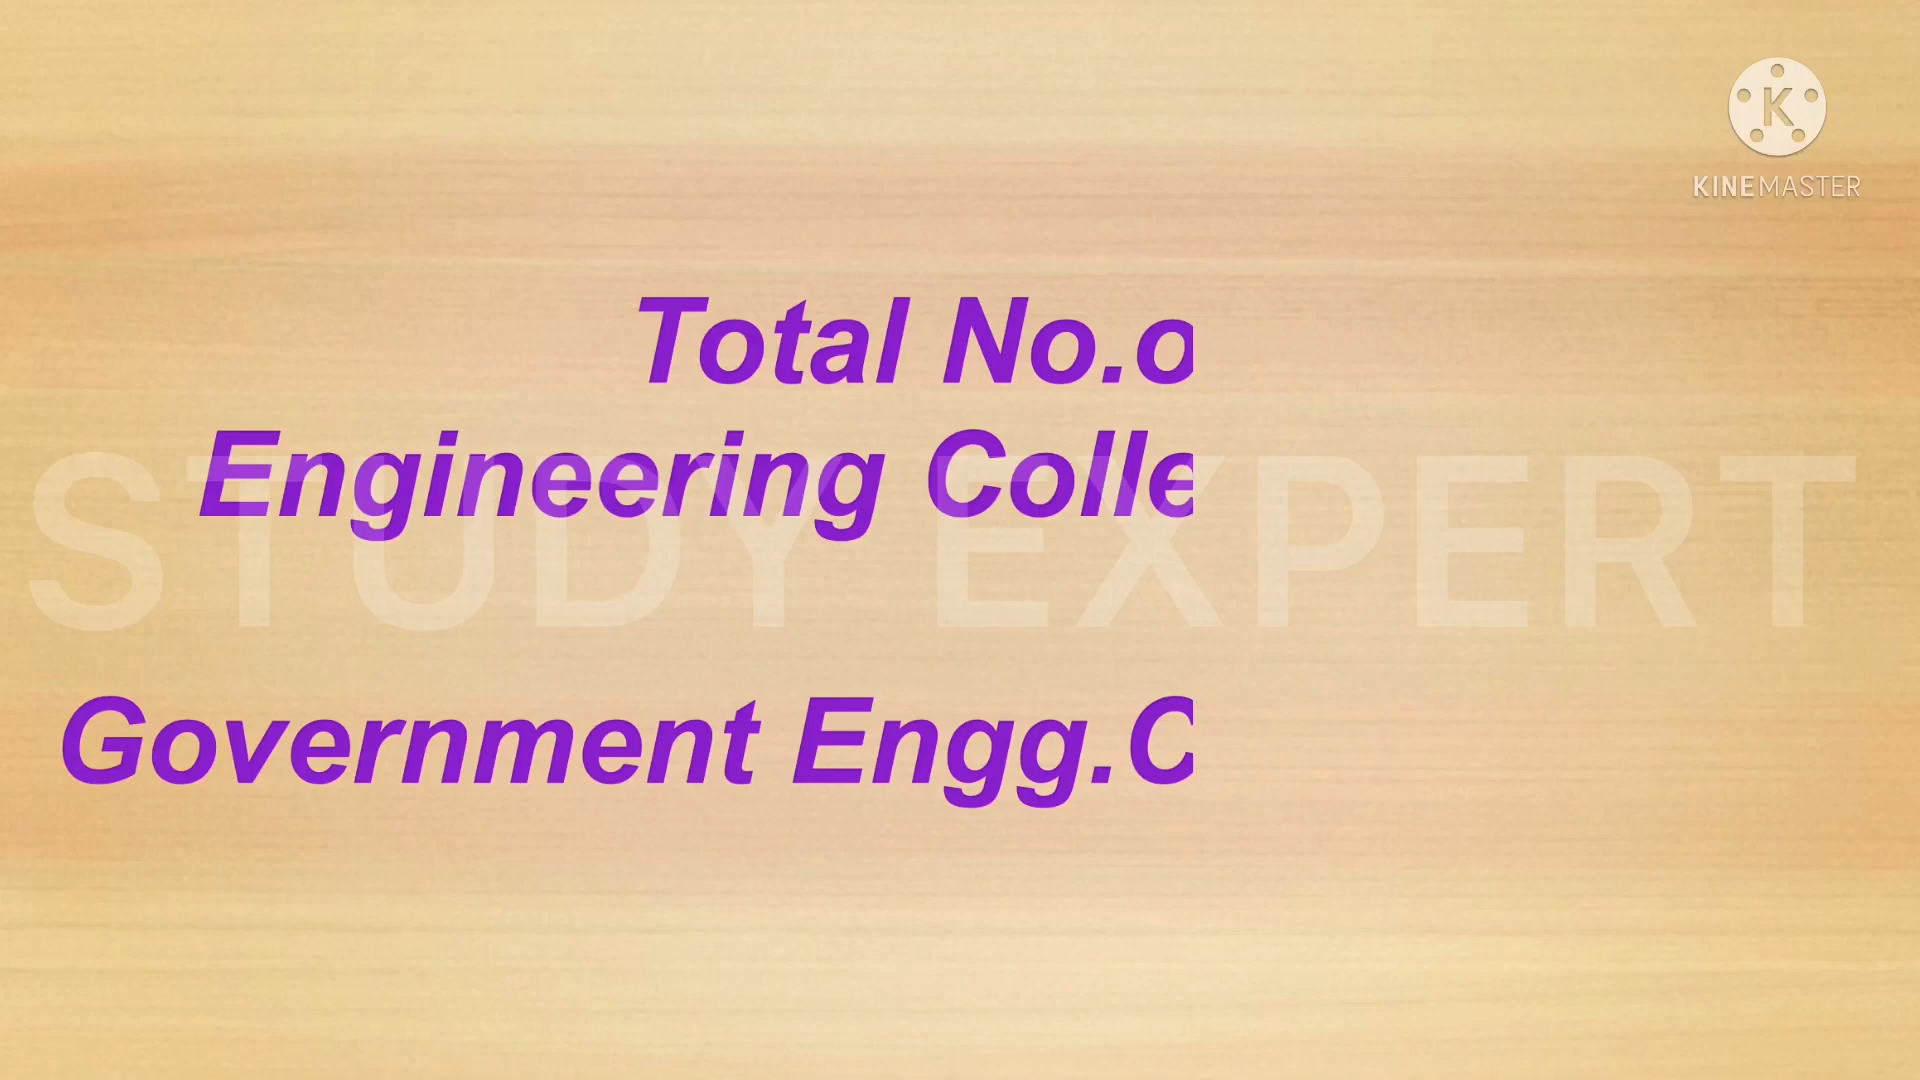 K
KINEMASTER
Total No.o
Engineering Colle
STUDY EXPERT
Government Engg.C